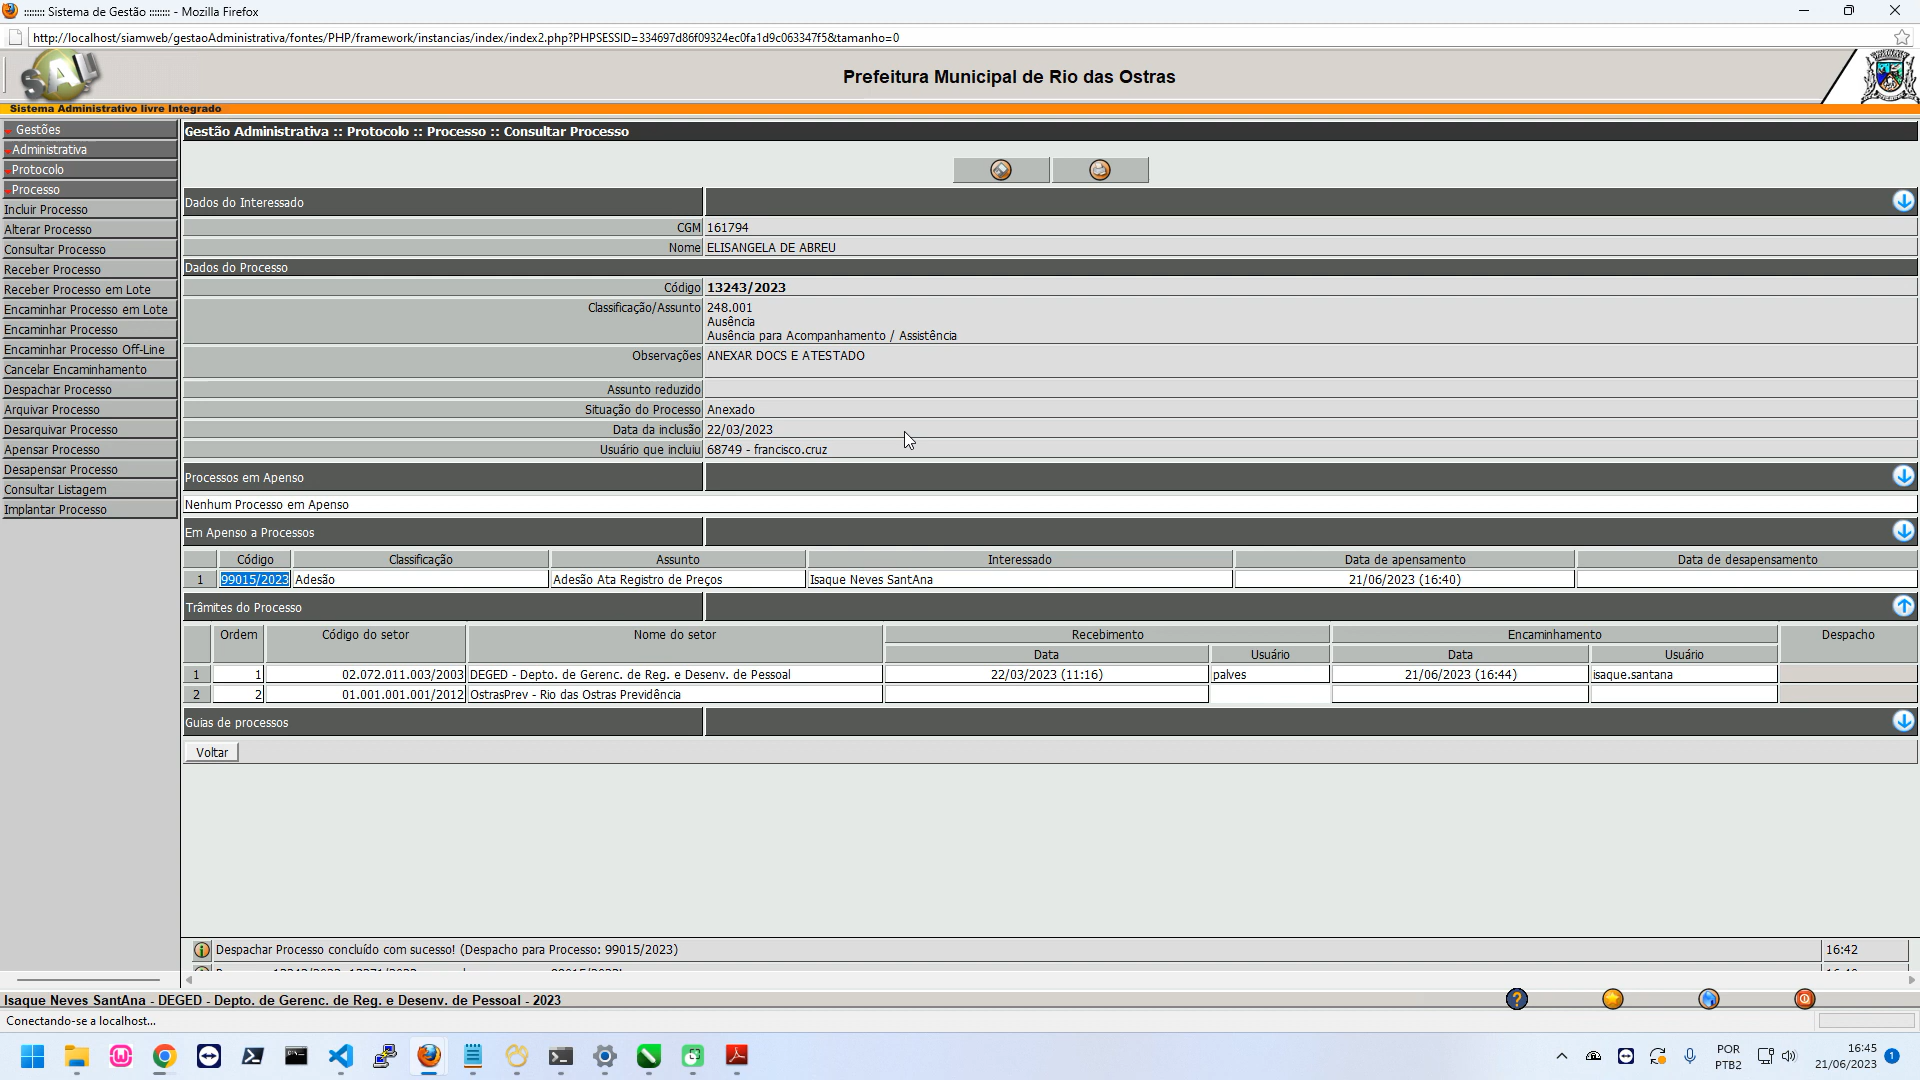 :::::::: Sistema de Gestão :::::::: - Mozilla Firefox
http://localhost/siamweb/gestaoAdministrativa/fontes/PHP/framework/instancias/index/index2.php?PHPSESSID=334697d86f09324ec0fa1d9c063347f5&tamanho=0
SAL
Prefeitura Municipal de Rio das Ostras
Sistema Administrativo livre Integrado
Gestões
Administrativa
Protocolo
Processo
Incluir Processo
Alterar Processo
Consultar Processo
Receber Processo
Receber Processo em Lote
Encaminhar Processo em Lote
Encaminhar Processo
Encaminhar Processo Off-Line
Cancelar Encaminhamento
Despachar Processo
Arquivar Processo
Desarquivar Processo
Apensar Processo
Desapensar Processo
Consultar Listagem
Implantar Processo
Gestão Administrativa :: Protocolo :: Processo :: Consultar Processo
Dados do Interessado
CGM 161794
Nome ELISANGELA DE ABREU
Dados do Processo
Código 13243/2023
Classificação/Assunto 248.001
Ausência
Ausência para Acompanhamento / Assistência
Observações ANEXAR DOCS E ATESTADO
Assunto reduzido
Situação do Processo Anexado
Data da inclusão 22/03/2023
Usuário que incluiu 68749 - francisco.cruz
Processos em Apenso
Nenhum Processo em Apenso
Em Apenso a Processos
Código Classificação Assunto Interessado Data de apensamento Data de desapensamento
1 99015/2023 Adesão Adesão Ata Registro de Preços Isaque Neves SantAna 21/06/2023 (16:40)
Trâmites do Processo
Ordem Código do setor Nome do setor Recebimento Encaminhamento Despacho
Data Usuário Data Usuário
1 1 02.072.011.003/2003 DEGED - Depto. de Gerenc. de Reg. e Desenv. de Pessoal 22/03/2023 (11:16) palves 21/06/2023 (16:44) isaque.santana
2 2 01.001.001.001/2012 OstrasPrev - Rio das Ostras Previdência
Guias de processos
Voltar
Despachar Processo concluído com sucesso! (Despacho para Processo: 99015/2023) 16:42
Isaque Neves SantAna - DEGED - Depto. de Gerenc. de Reg. e Desenv. de Pessoal - 2023
Conectando-se a localhost...
POR
PTB2
16:45
21/06/2023
1